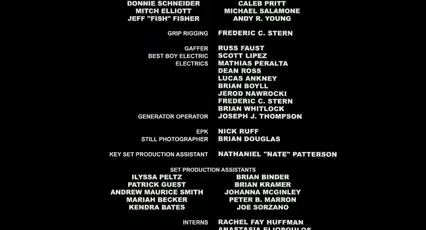 DONNIE SCHNEIDER CALEB PRITT
MITCH ELLIOTT MICHAEL SALAMONE
JEFF "FISH" FISHER ANDY R. YOUNG
GRIP RIGGING FREDERIC C. STERN
GAFFER RUSS FAUST
BEST BOY ELECTRIC SCOTT LIPEZ
ELECTRICS MATHIAS PERALTA
DEAN ROSS
LUCAS ANKNEY
BRIAN BOYLL
JEROD NAWROCKI
FREDERIC C. STERN
BRIAN WHITLOCK
GENERATOR OPERATOR JOSEPH J. THOMPSON
EPK NICK RUFF
STILL PHOTOGRAPHER BRIAN DOUGLAS
KEY SET PRODUCTION ASSISTANT NATHANIEL "NATE" PATTERSON
SET PRODUCTION ASSISTANTS
ILYSSA PELTZ BRIAN BINDER
PATRICK GUEST BRIAN KRAMER
ANDREW MAURICE SMITH JOHANNA MCGINLEY
MARIAH BECKER PETER B. MARRON
KENDRA BATES JOE SORZANO
INTERNS RACHEL FAY HUFFMAN